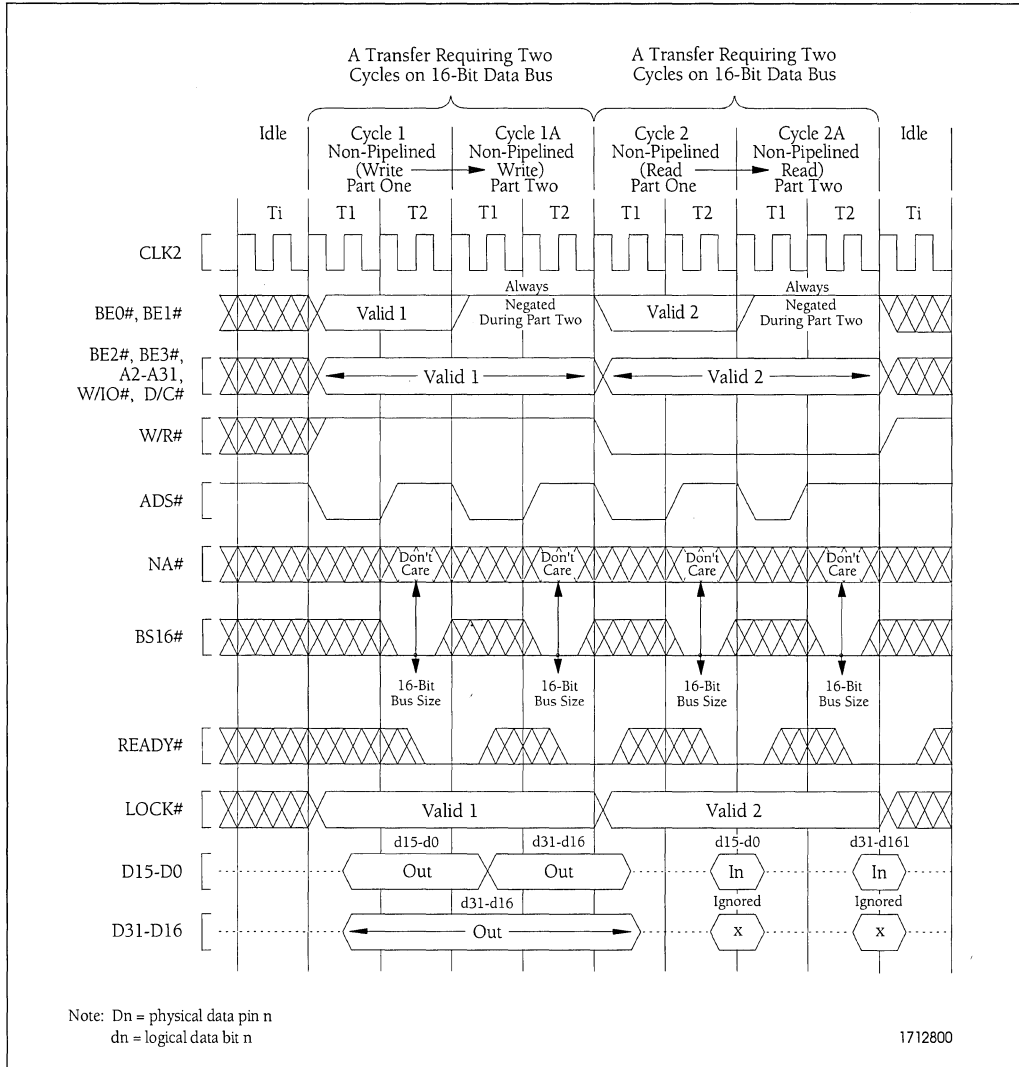 A Transfer Requiring Two
Cycles on 16-Bit Data Bus
A Transfer Requiring Two
Cycles on 16-Bit Data Bus
Idle
Cycle 1
Non-Pipelined
(Write
Part One
Cycle 1A
Non-Pipelined
Write)
Part Two
Cycle 2
Non-Pipelined
(Read
Part One
Cycle 2A
Non-Pipelined
Read)
Part Two
Idle
Ti T1 T2 T1 T2 T1 T2 T1 T2 Ti
CLK2
BE0#, BE1#
Valid 1
Always
Negated
During Part Two
Valid 2
Always
Negated
During Part Two
BE2#, BE3#,
A2-A31,
W/IO#, D/C#
Valid 1
Valid 2
W/R#
ADS#
NA#
Don't
Care
Don't
Care
Don't
Care
Don't
Care
BS16#
16-Bit
Bus Size
16-Bit
Bus Size
16-Bit
Bus Size
16-Bit
Bus Size
READY#
LOCK#
Valid 1
Valid 2
d15-d0
d31-d16
d15-d0
d31-d161
D15-D0
Out
Out
In
In
d31-d16
Ignored
Ignored
D31-D16
Out
x
x
Note: Dn = physical data pin n
dn = logical data bit n
1712800